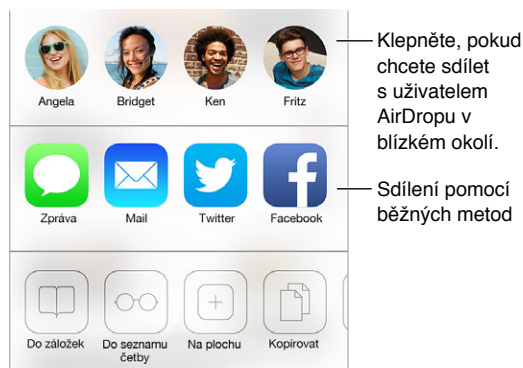 Angela
Bridget
Ken
Fritz
Klepněte, pokud
chcete sdílet
s uživatelem
AirDropu v
blízkém okolí.
Zpráva
Mail
Twitter
Facebook
Sdílení pomocí
běžných metod
Do záložek
Do seznamu
četby
Na plochu
Kopírovat